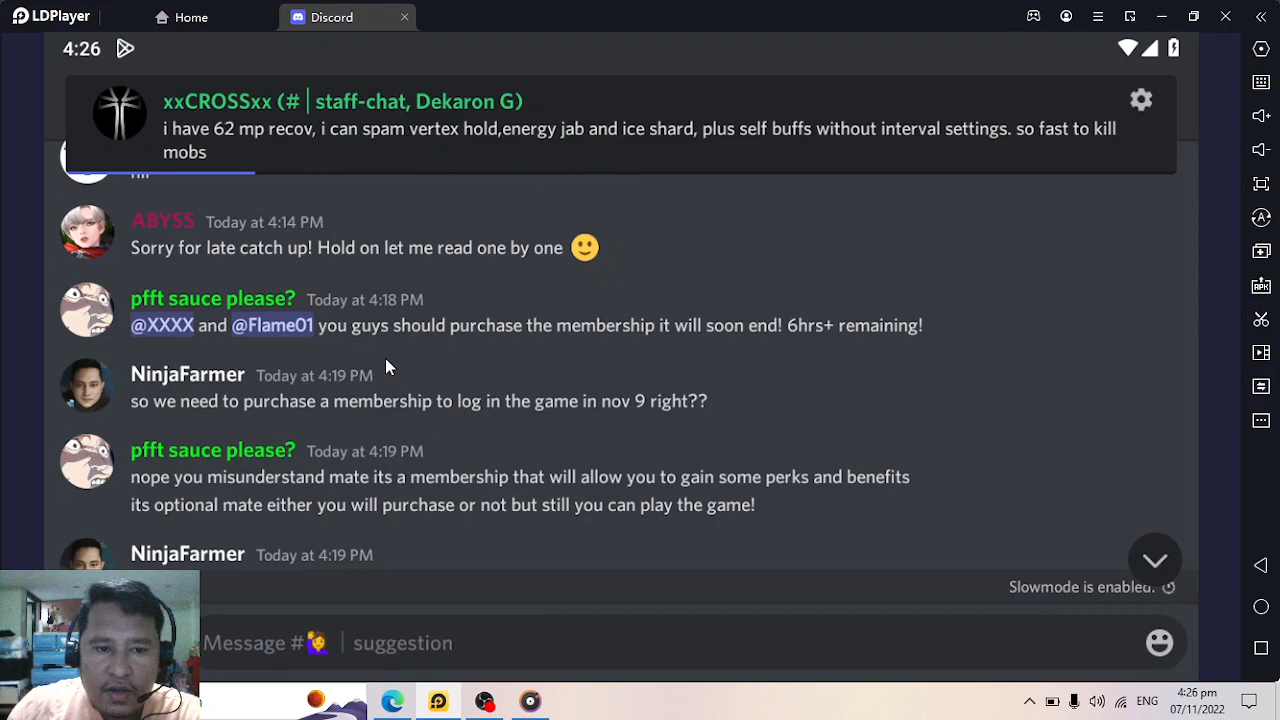 LDPlayer
Home
Discord
4:26
xxCROSSxx (# | staff-chat, Dekaron G)
i have 62 mp recov, i can spam vertex hold,energy jab and ice shard, plus self buffs without interval settings. so fast to kill
mobs
ABYSS Today at 4:14 PM
Sorry for late catch up! Hold on let me read one by one 🙂
pfft sauce please? Today at 4:18 PM
@XXXX and @Flame01 you guys should purchase the membership it will soon end! 6hrs+ remaining!
NinjaFarmer Today at 4:19 PM
so we need to purchase a membership to log in the game in nov 9 right??
pfft sauce please? Today at 4:19 PM
nope you misunderstand mate its a membership that will allow you to gain some perks and benefits
its optional mate either you will purchase or not but still you can play the game!
NinjaFarmer Today at 4:19 PM
Slowmode is enabled.
Message #🙋‍♀️ | suggestion
4:26 pm
07/11/2022